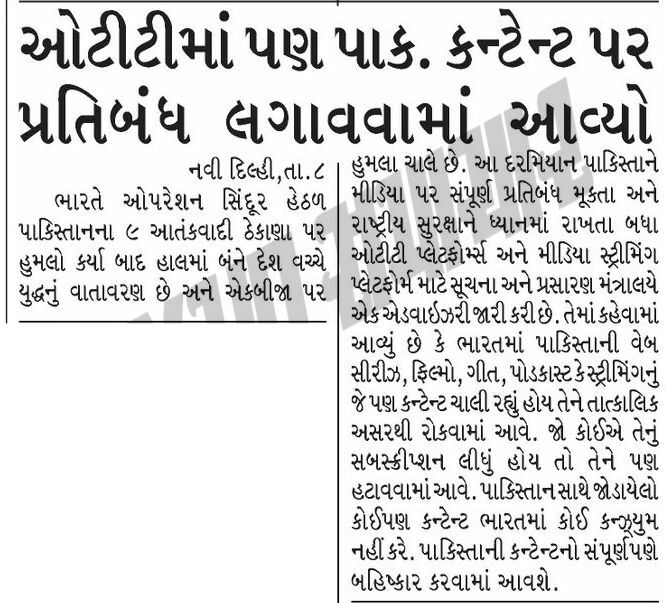 ઓટીટીમાં પણ પાક. કન્ટેન્ટ પર
પ્રતિબંધ લગાવવામાં આવ્યો
નવી દિલ્હી,તા.૮
ભારતે ઓપરેશન સિંદૂર હેઠળ
પાકિસ્તાનના ૯ આતંકવાદી ઠેકાણા પર
હુમલો કર્યા બાદ હાલમાં બંને દેશ વચ્ચે
યુદ્ધનું વાતાવરણ છે અને એકબીજા પર
હુમલા ચાલે છે. આ દરમિયાન પાકિસ્તાને
મીડિયા પર સંપૂર્ણ પ્રતિબંધ મૂકતા અને
રાષ્ટ્રીય સુરક્ષાને ધ્યાનમાં રાખતા બધા
ઓટીટી પ્લેટફોર્મ્સ અને મીડિયા સ્ટ્રીમિંગ
પ્લેટફોર્મ માટે સૂચના અને પ્રસારણ મંત્રાલયે
એક એડવાઇઝરી જારી કરી છે. તેમાં કહેવામાં
આવ્યું છે કે ભારતમાં પાકિસ્તાની વેબ
સીરીઝ, ફિલ્મો, ગીત, પોડકાસ્ટ કે સ્ટ્રીમિંગનું
જે પણ કન્ટેન્ટ ચાલી રહ્યું હોય તેને તાત્કાલિક
અસરથી રોકવામાં આવે. જો કોઈએ તેનું
સબસ્ક્રીપ્શન લીધું હોય તો તેને પણ
હટાવવામાં આવે. પાકિસ્તાન સાથે જોડાયેલો
કોઈપણ કન્ટેન્ટ ભારતમાં કોઈ કન્ઝ્યુમ
નહીં કરે. પાકિસ્તાની કન્ટેન્ટનો સંપૂર્ણપણે
બહિષ્કાર કરવામાં આવશે.